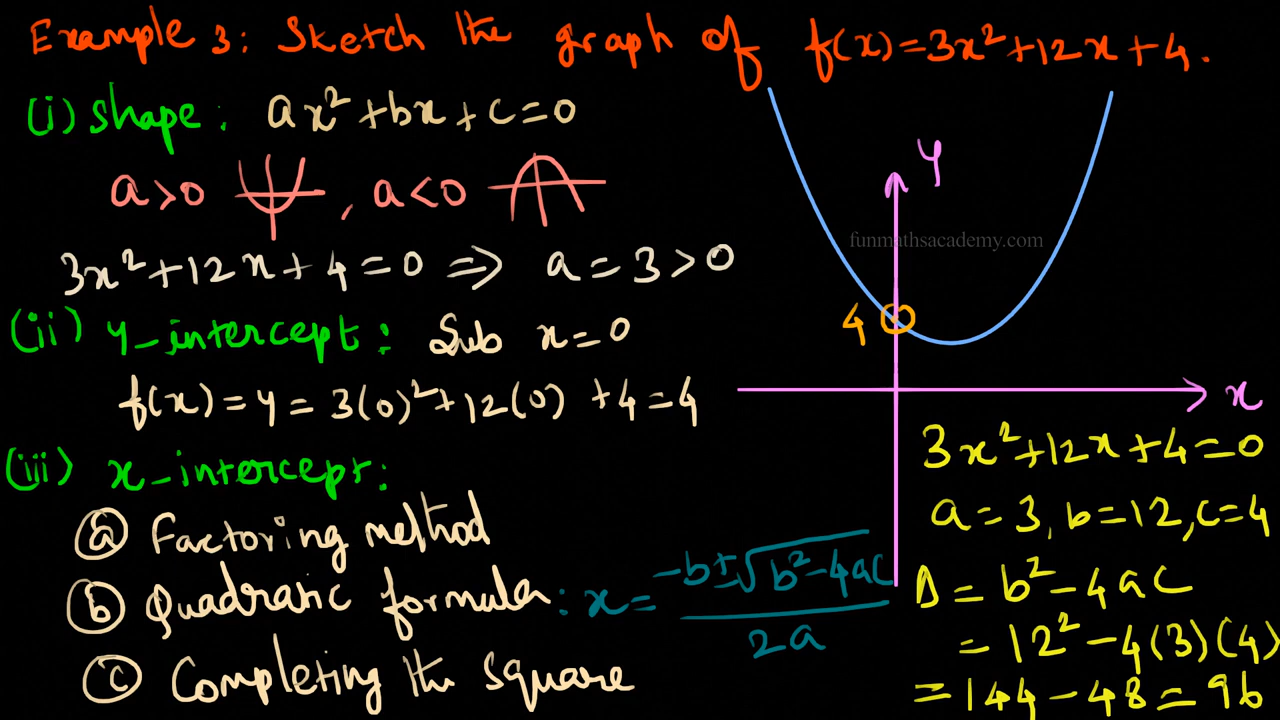 Example 3: Sketch the graph of f(x)=3x²+12x+4.
(i) Shape: ax²+bx+c=0
a>0 , a<0
3x²+12x+4=0 => a=3>0
(ii) y-intercept: Sub x=0
f(x)=y=3(0)²+12(0)+4=4
(iii) x-intercept:
(a) Factoring method
(b) Quadratic formula: x= (-b±√(b²-4ac))/2a
(c) Completing the square
y
funmathsacademy.com
4
x
3x²+12x+4=0
a=3, b=12, c=4
Δ=b²-4ac
=12²-4(3)(4)
=144-48=96